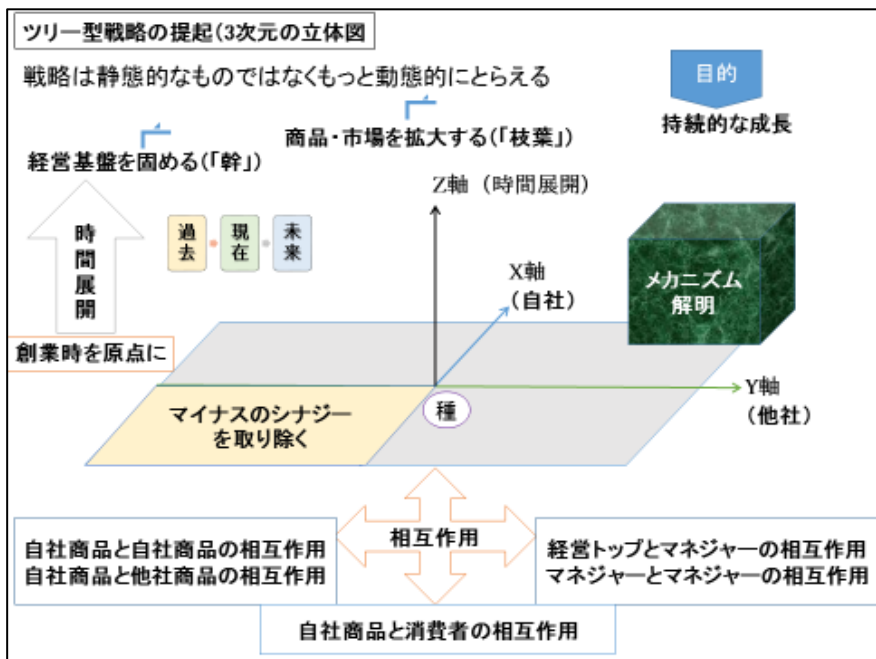 ツリー型戦略の提起(3次元の立体図
戦略は静態的なものではなくもっと動態的にとらえる
目的
持続的な成長
商品・市場を拡大する(「枝葉」)
経営基盤を固める(「幹」)
Z軸（時間展開）
時間展開
過去
現在
未来
X軸
（自社）
メカニズム
解明
創業時を原点に
Y軸
（他社）
種
マイナスのシナジー
を取り除く
相互作用
自社商品と自社商品の相互作用
自社商品と他社商品の相互作用
経営トップとマネジャーの相互作用
マネジャーとマネジャーの相互作用
自社商品と消費者の相互作用